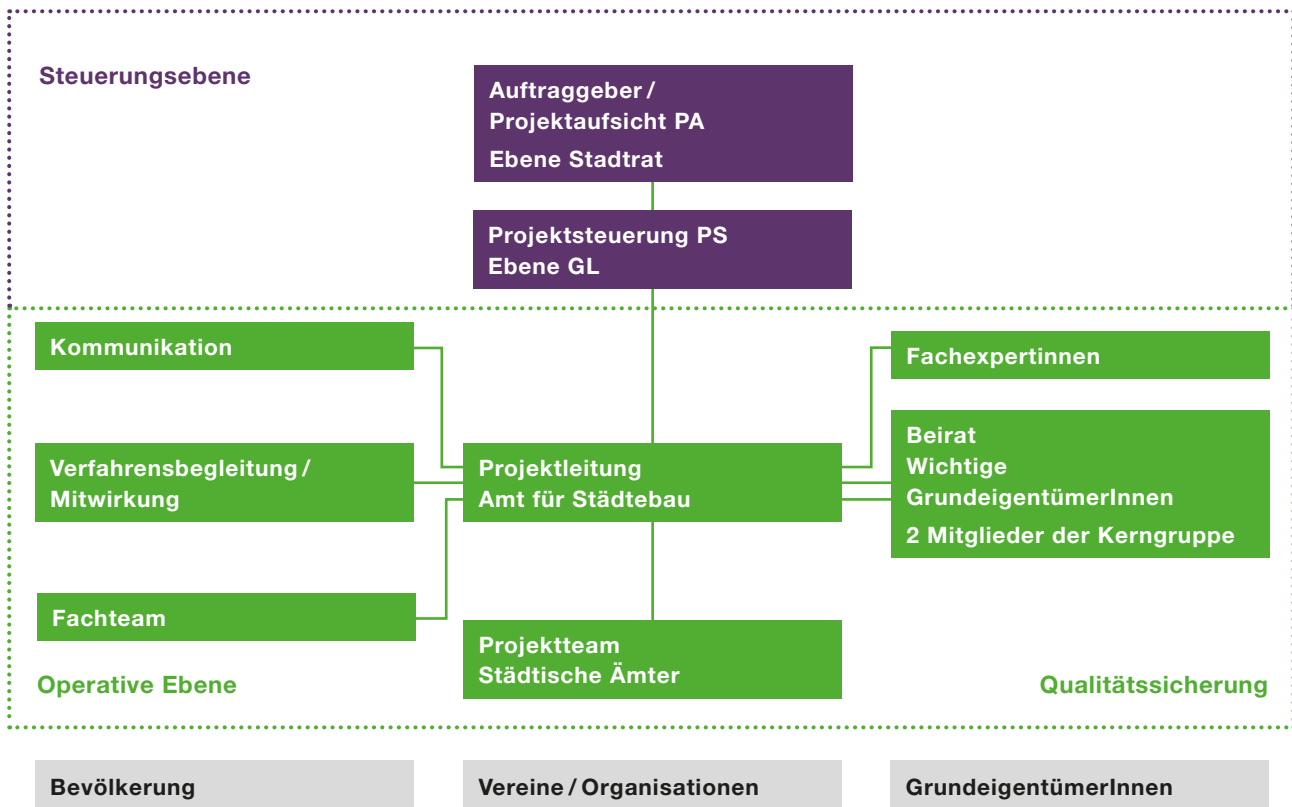 Steuerungsebene
Auftraggeber /
Projektaufsicht PA
Ebene Stadtrat
Projektsteuerung PS
Ebene GL
Kommunikation
Fachexpertinnen
Verfahrensbegleitung /
Mitwirkung
Projektleitung
Amt für Städtebau
Beirat
Wichtige
GrundeigentümerInnen
2 Mitglieder der Kerngruppe
Fachteam
Projektteam
Städtische Ämter
Operative Ebene
Qualitätssicherung
Bevölkerung
Vereine / Organisationen
GrundeigentümerInnen